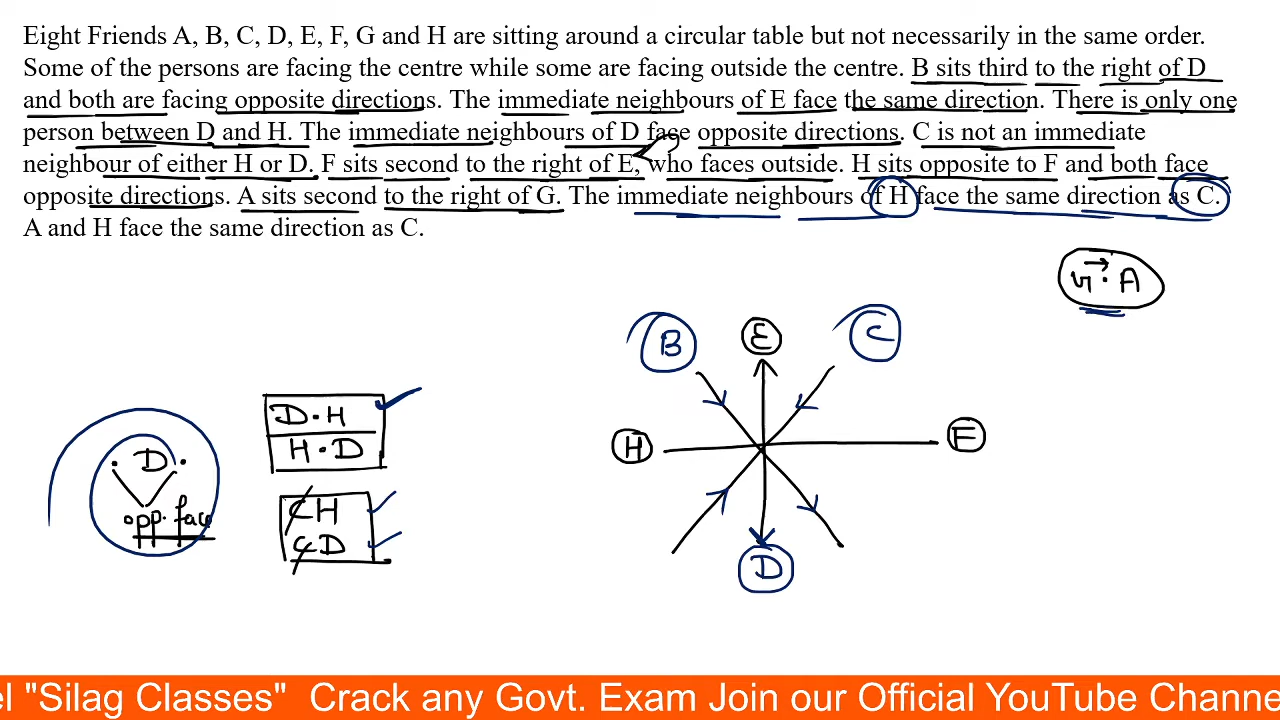 Eight Friends A, B, C, D, E, F, G and H are sitting around a circular table but not necessarily in the same order.
Some of the persons are facing the centre while some are facing outside the centre. B sits third to the right of D
and both are facing opposite directions. The immediate neighbours of E face the same direction. There is only one
person between D and H. The immediate neighbours of D face opposite directions. C is not an immediate
neighbour of either H or D. F sits second to the right of E, who faces outside. H sits opposite to F and both face
opposite directions. A sits second to the right of G. The immediate neighbours of H face the same direction as C.
A and H face the same direction as C.
G . A
B
E
C
D . H
H . D
H
F
D
opp. face
C H
C D
D
el "Silag Classes" Crack any Govt. Exam Join our Official YouTube Channe